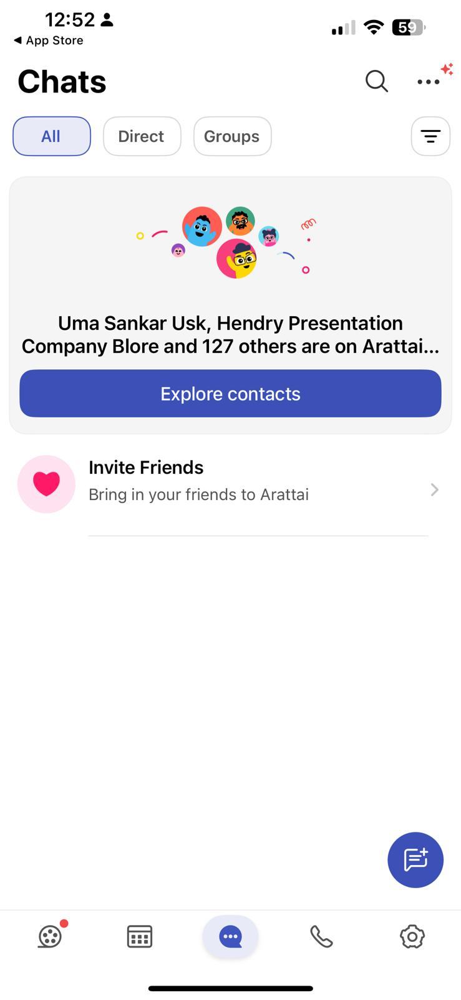 12:52
59
App Store
Chats
All
Direct
Groups
Uma Sankar Usk, Hendry Presentation
Company Blore and 127 others are on Arattai...
Explore contacts
Invite Friends
Bring in your friends to Arattai